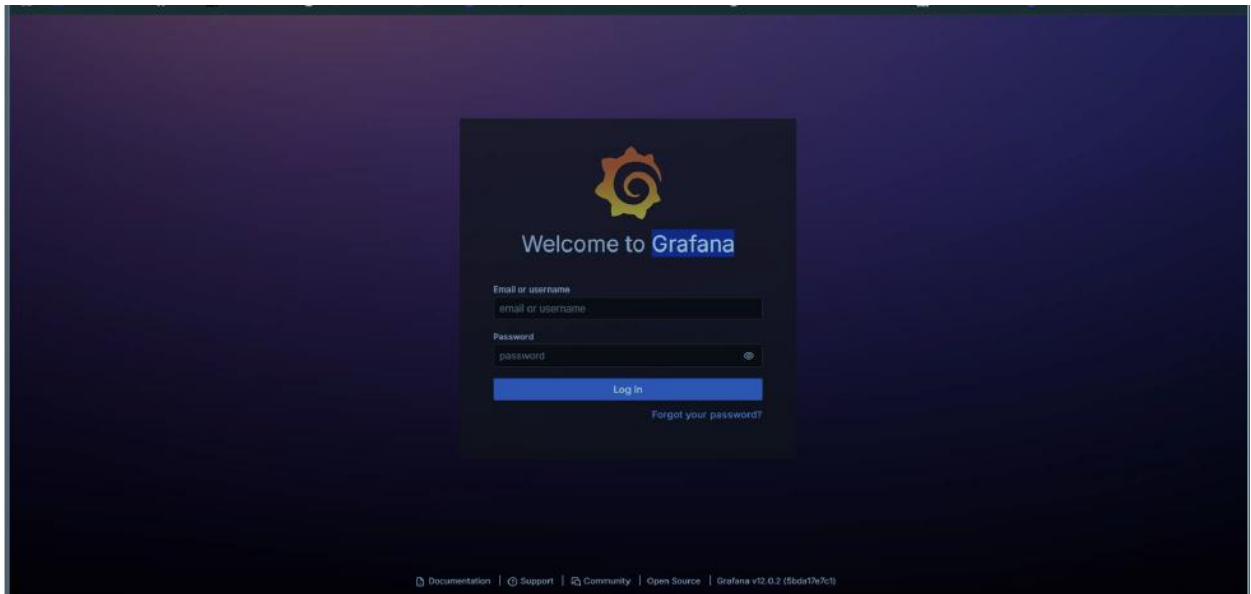 Welcome to Grafana
Email or username
email or username
Password
password
Log in
Forgot your password?
Documentation | Support | Community | Open Source | Grafana v12.0.2 (5bda17e7c1)